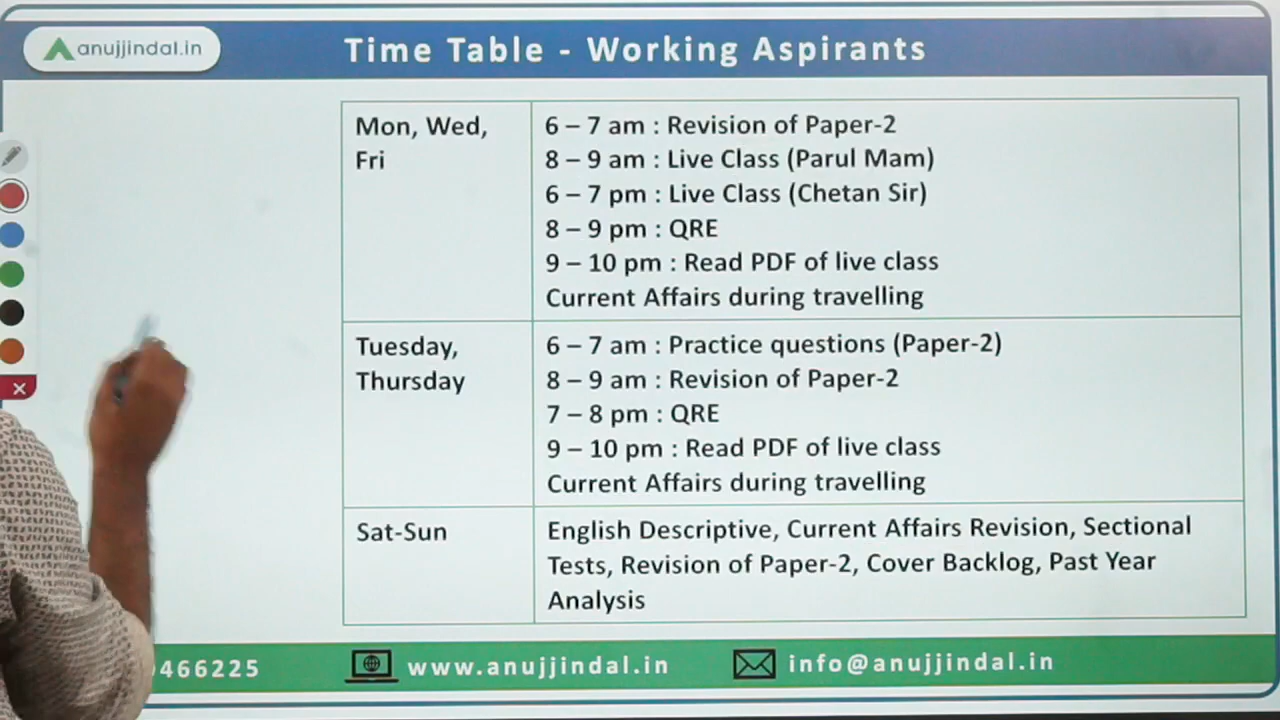 anujjindal.in
Time Table - Working Aspirants
Mon, Wed,
Fri
6 – 7 am : Revision of Paper-2
8 – 9 am : Live Class (Parul Mam)
6 – 7 pm : Live Class (Chetan Sir)
8 – 9 pm : QRE
9 – 10 pm : Read PDF of live class
Current Affairs during travelling
Tuesday,
Thursday
6 – 7 am : Practice questions (Paper-2)
8 – 9 am : Revision of Paper-2
7 – 8 pm : QRE
9 – 10 pm : Read PDF of live class
Current Affairs during travelling
Sat-Sun
English Descriptive, Current Affairs Revision, Sectional
Tests, Revision of Paper-2, Cover Backlog, Past Year
Analysis
466225
www.anujjindal.in
info@anujjindal.in